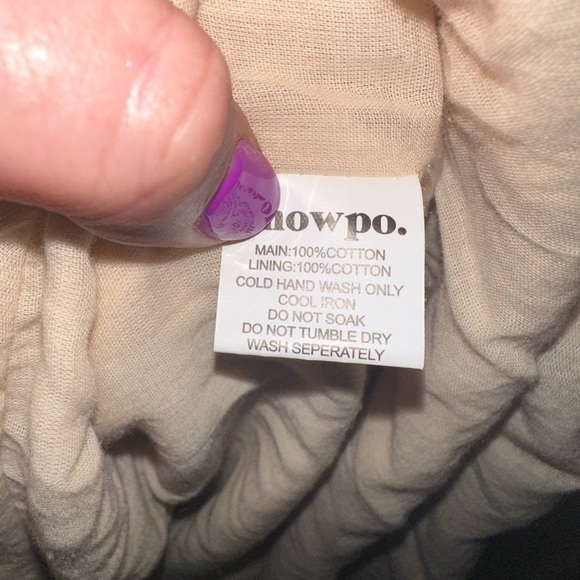 howpo.
MAIN:100%COTTON
LINING:100%COTTON
COLD HAND WASH ONLY
COOL IRON
DO NOT SOAK
DO NOT TUMBLE DRY
WASH SEPERATELY